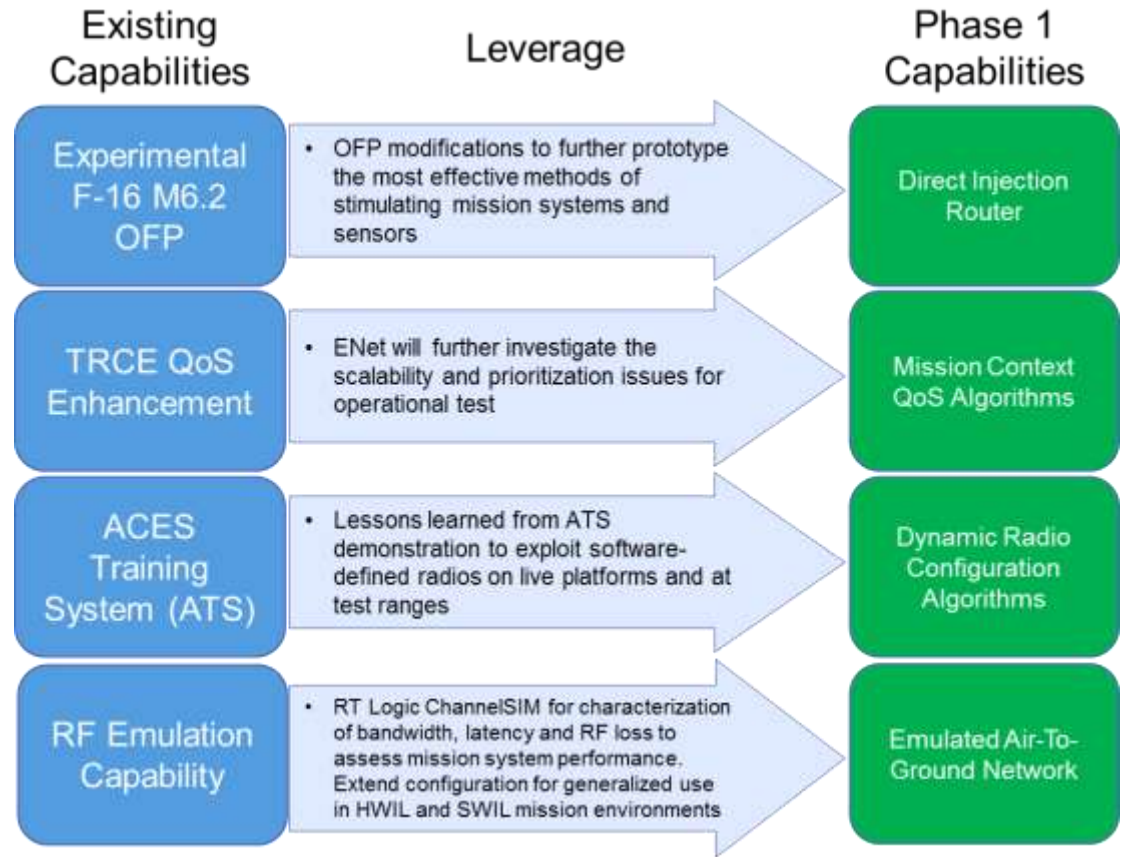 Existing
Capabilities
Leverage
Phase 1
Capabilities
Experimental
F-16 M6.2
OFP
• OFP modifications to further prototype
the most effective methods of
stimulating mission systems and
sensors
Direct Injection
Router
TRCE QoS
Enhancement
• ENet will further investigate the
scalability and prioritization issues for
operational test
Mission Context
QoS Algorithms
ACES
Training
System (ATS)
• Lessons learned from ATS
demonstration to exploit software-
defined radios on live platforms and at
test ranges
Dynamic Radio
Configuration
Algorithms
RF Emulation
Capability
• RT Logic ChannelSIM for characterization
of bandwidth, latency and RF loss to
assess mission system performance.
Extend configuration for generalized use
in HWIL and SWIL mission environments
Emulated Air-To-
Ground Network